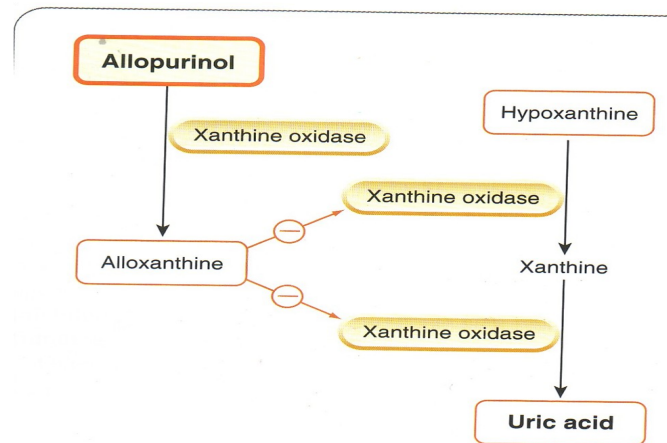 Allopurinol
Hypoxanthine
Xanthine oxidase
Xanthine oxidase
Alloxanthine
Xanthine
Xanthine oxidase
Uric acid